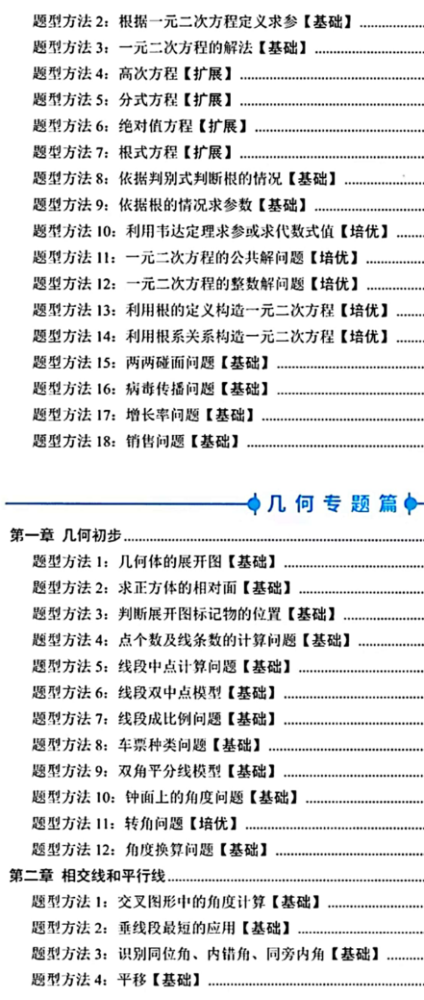 题型方法 2：根据一元二次方程定义求参【基础】
题型方法 3：一元二次方程的解法【基础】
题型方法 4：高次方程【扩展】
题型方法 5：分式方程【扩展】
题型方法 6：绝对值方程【扩展】
题型方法 7：根式方程【扩展】
题型方法 8：依据判别式判断根的情况【基础】
题型方法 9：依据根的情况求参数【基础】
题型方法 10：利用韦达定理求参或求代数式值【培优】
题型方法 11：一元二次方程的公共解问题【培优】
题型方法 12：一元二次方程的整数解问题【培优】
题型方法 13：利用根的定义构造一元二次方程【培优】
题型方法 14：利用根系关系构造一元二次方程【培优】
题型方法 15：两两碰面问题【基础】
题型方法 16：病毒传播问题【基础】
题型方法 17：增长率问题【基础】
题型方法 18：销售问题【基础】
几何专题篇
第一章 几何初步
题型方法 1：几何体的展开图【基础】
题型方法 2：求正方体的相对面【基础】
题型方法 3：判断展开图标记物的位置【基础】
题型方法 4：点个数及线条数的计算问题【基础】
题型方法 5：线段中点计算问题【基础】
题型方法 6：线段双中点模型【基础】
题型方法 7：线段成比例问题【基础】
题型方法 8：车票种类问题【基础】
题型方法 9：双角平分线模型【基础】
题型方法 10：钟面上的角度问题【基础】
题型方法 11：转角问题【培优】
题型方法 12：角度换算问题【基础】
第二章 相交线和平行线
题型方法 1：交叉图形中的角度计算【基础】
题型方法 2：垂线段最短的应用【基础】
题型方法 3：识别同位角、内错角、同旁内角【基础】
题型方法 4：平移【基础】